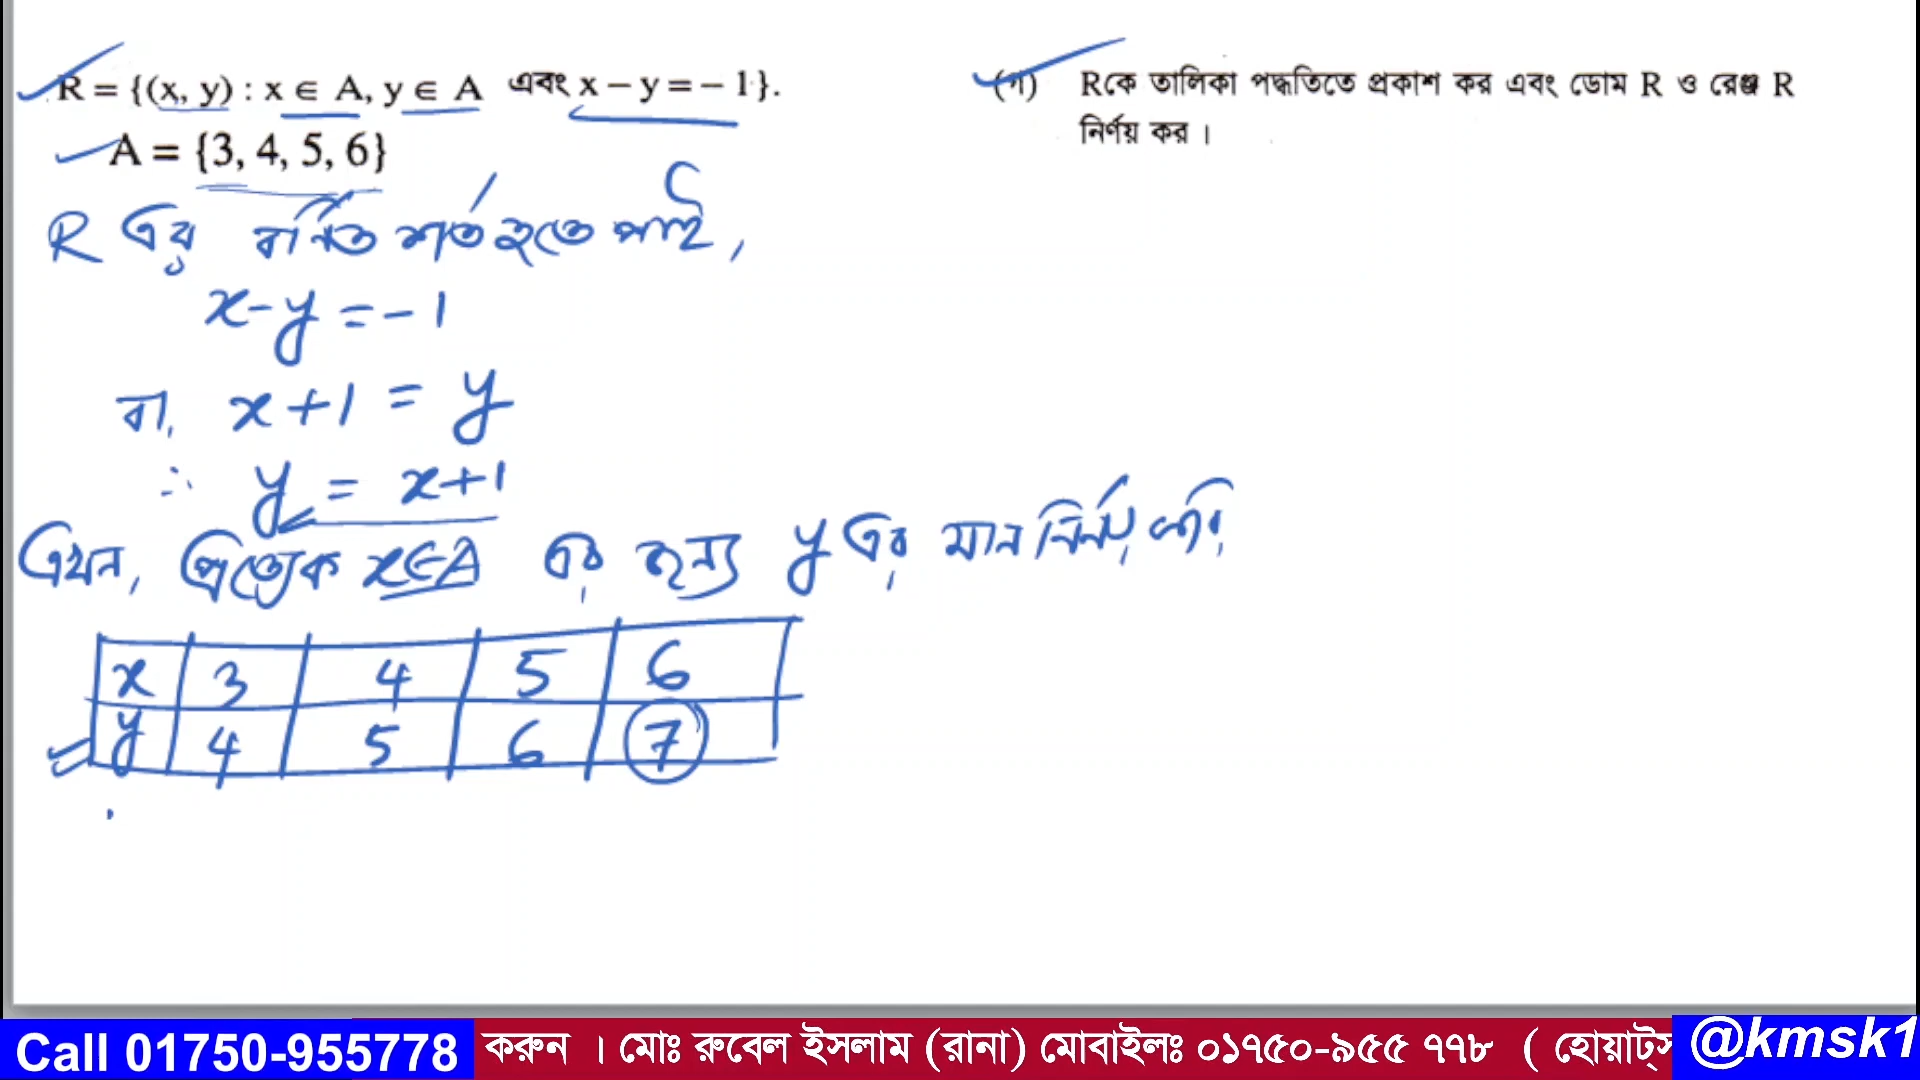 R = {(x, y) : x ∈ A, y ∈ A এবং x – y = – 1}.
A = {3, 4, 5, 6}
(গ) Rকে তালিকা পদ্ধতিতে প্রকাশ কর এবং ডোম R ও রেঞ্জ R
নির্ণয় কর ।
R এর বর্নিত শর্ত হতে পাই,
x-y=-1
বা, x+1 = y
∴ y = x+1
এখন, প্রত্যেক x∈A এর জন্য y এর মান নির্নয় করি,
x 3 4 5 6
y 4 5 6 7
Call 01750-955778 করুন । মোঃ রুবেল ইসলাম (রানা) মোবাইলঃ ০১৭৫০-৯৫৫ ৭৭৮ ( হোয়াট্স @kmsk1